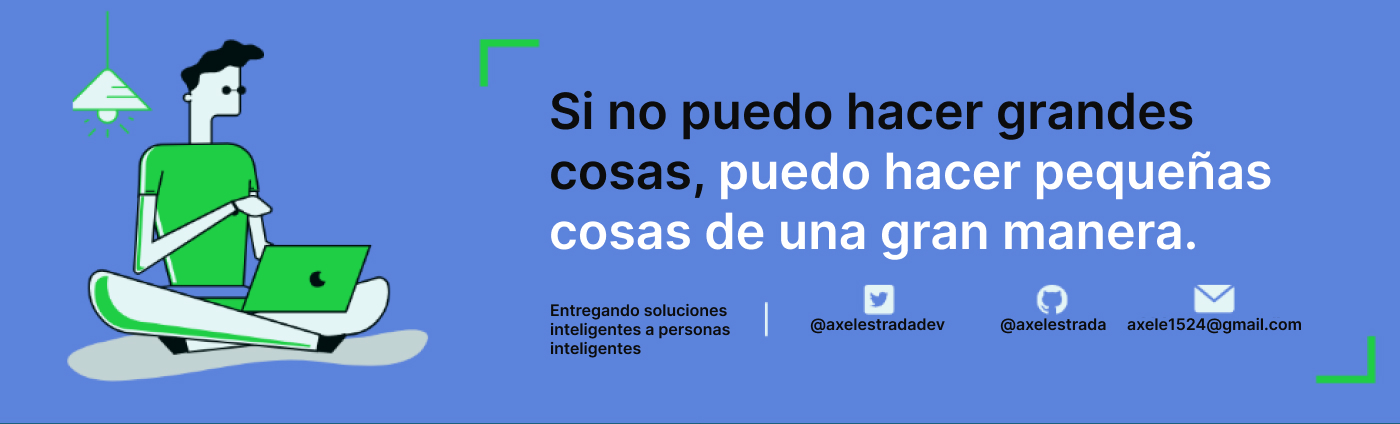 Si no puedo hacer grandes
cosas, puedo hacer pequeñas
cosas de una gran manera.
Entregando soluciones
inteligentes a personas
inteligentes
@axelestradadev
@axelestrada
axele1524@gmail.com